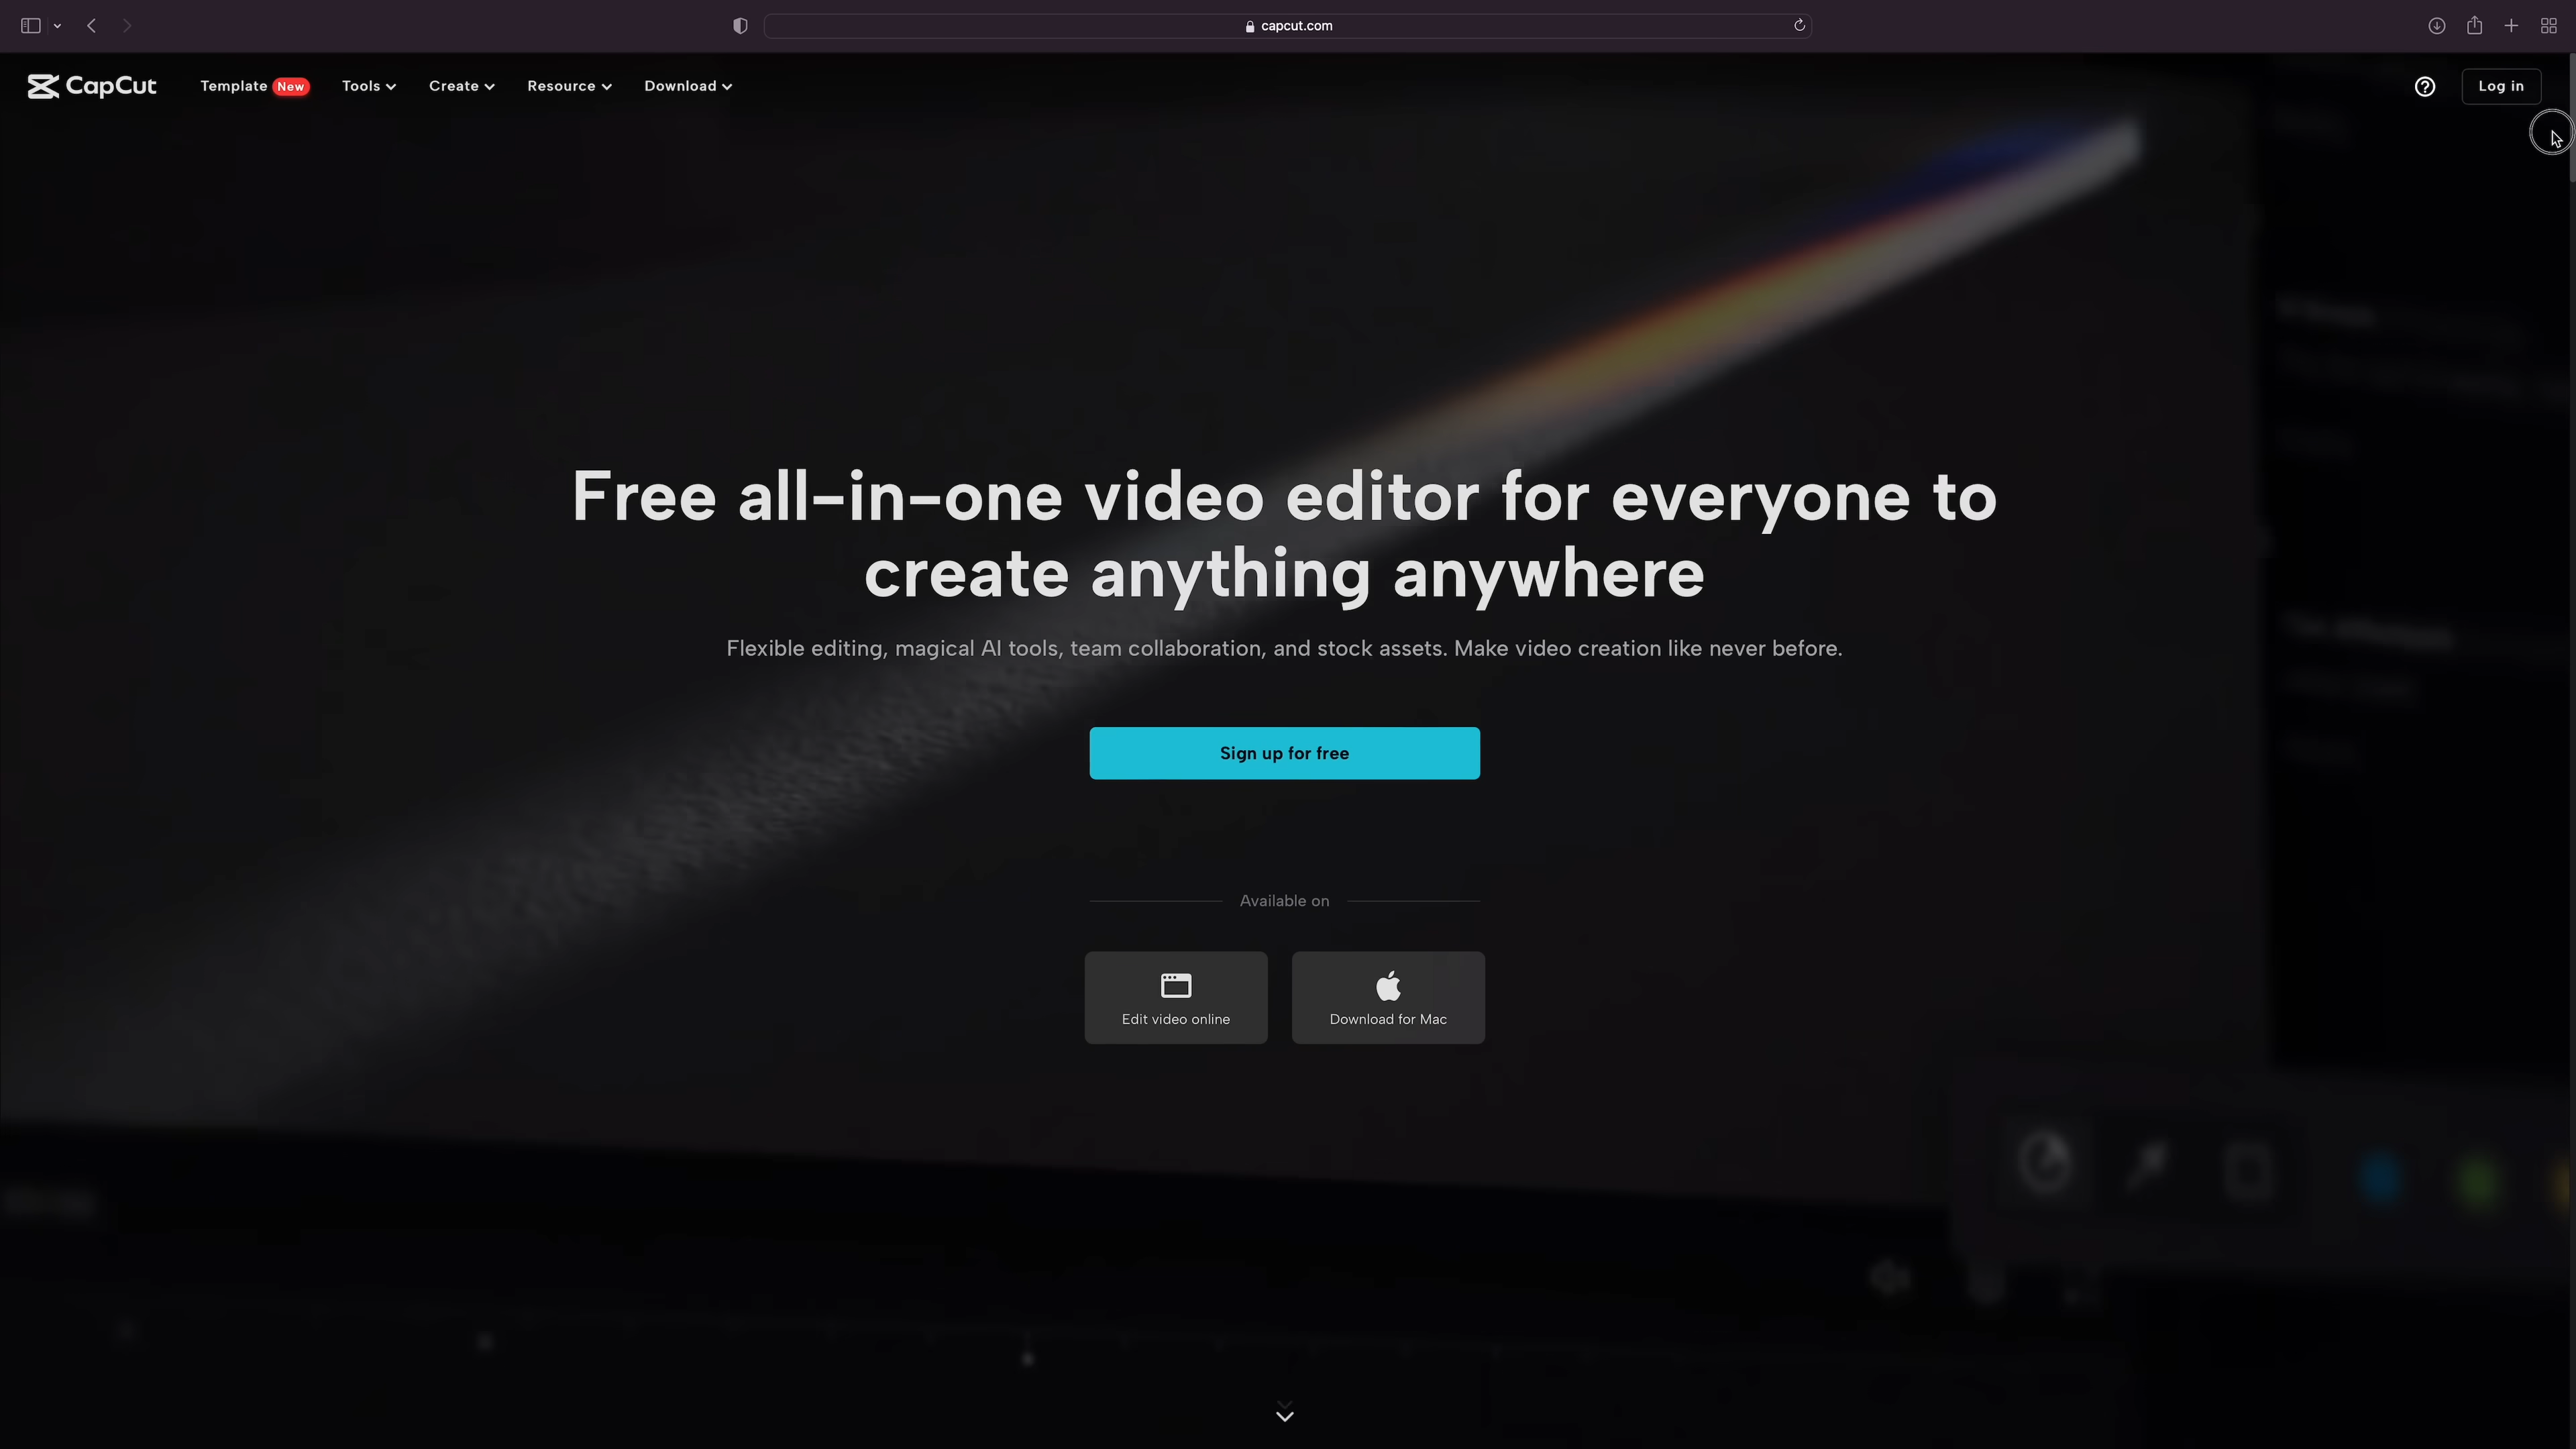 capcut.com
CapCut
Template New
Tools
Create
Resource
Download
Log in
Free all-in-one video editor for everyone to
create anything anywhere
Flexible editing, magical AI tools, team collaboration, and stock assets. Make video creation like never before.
Sign up for free
Available on
Edit video online
Download for Mac